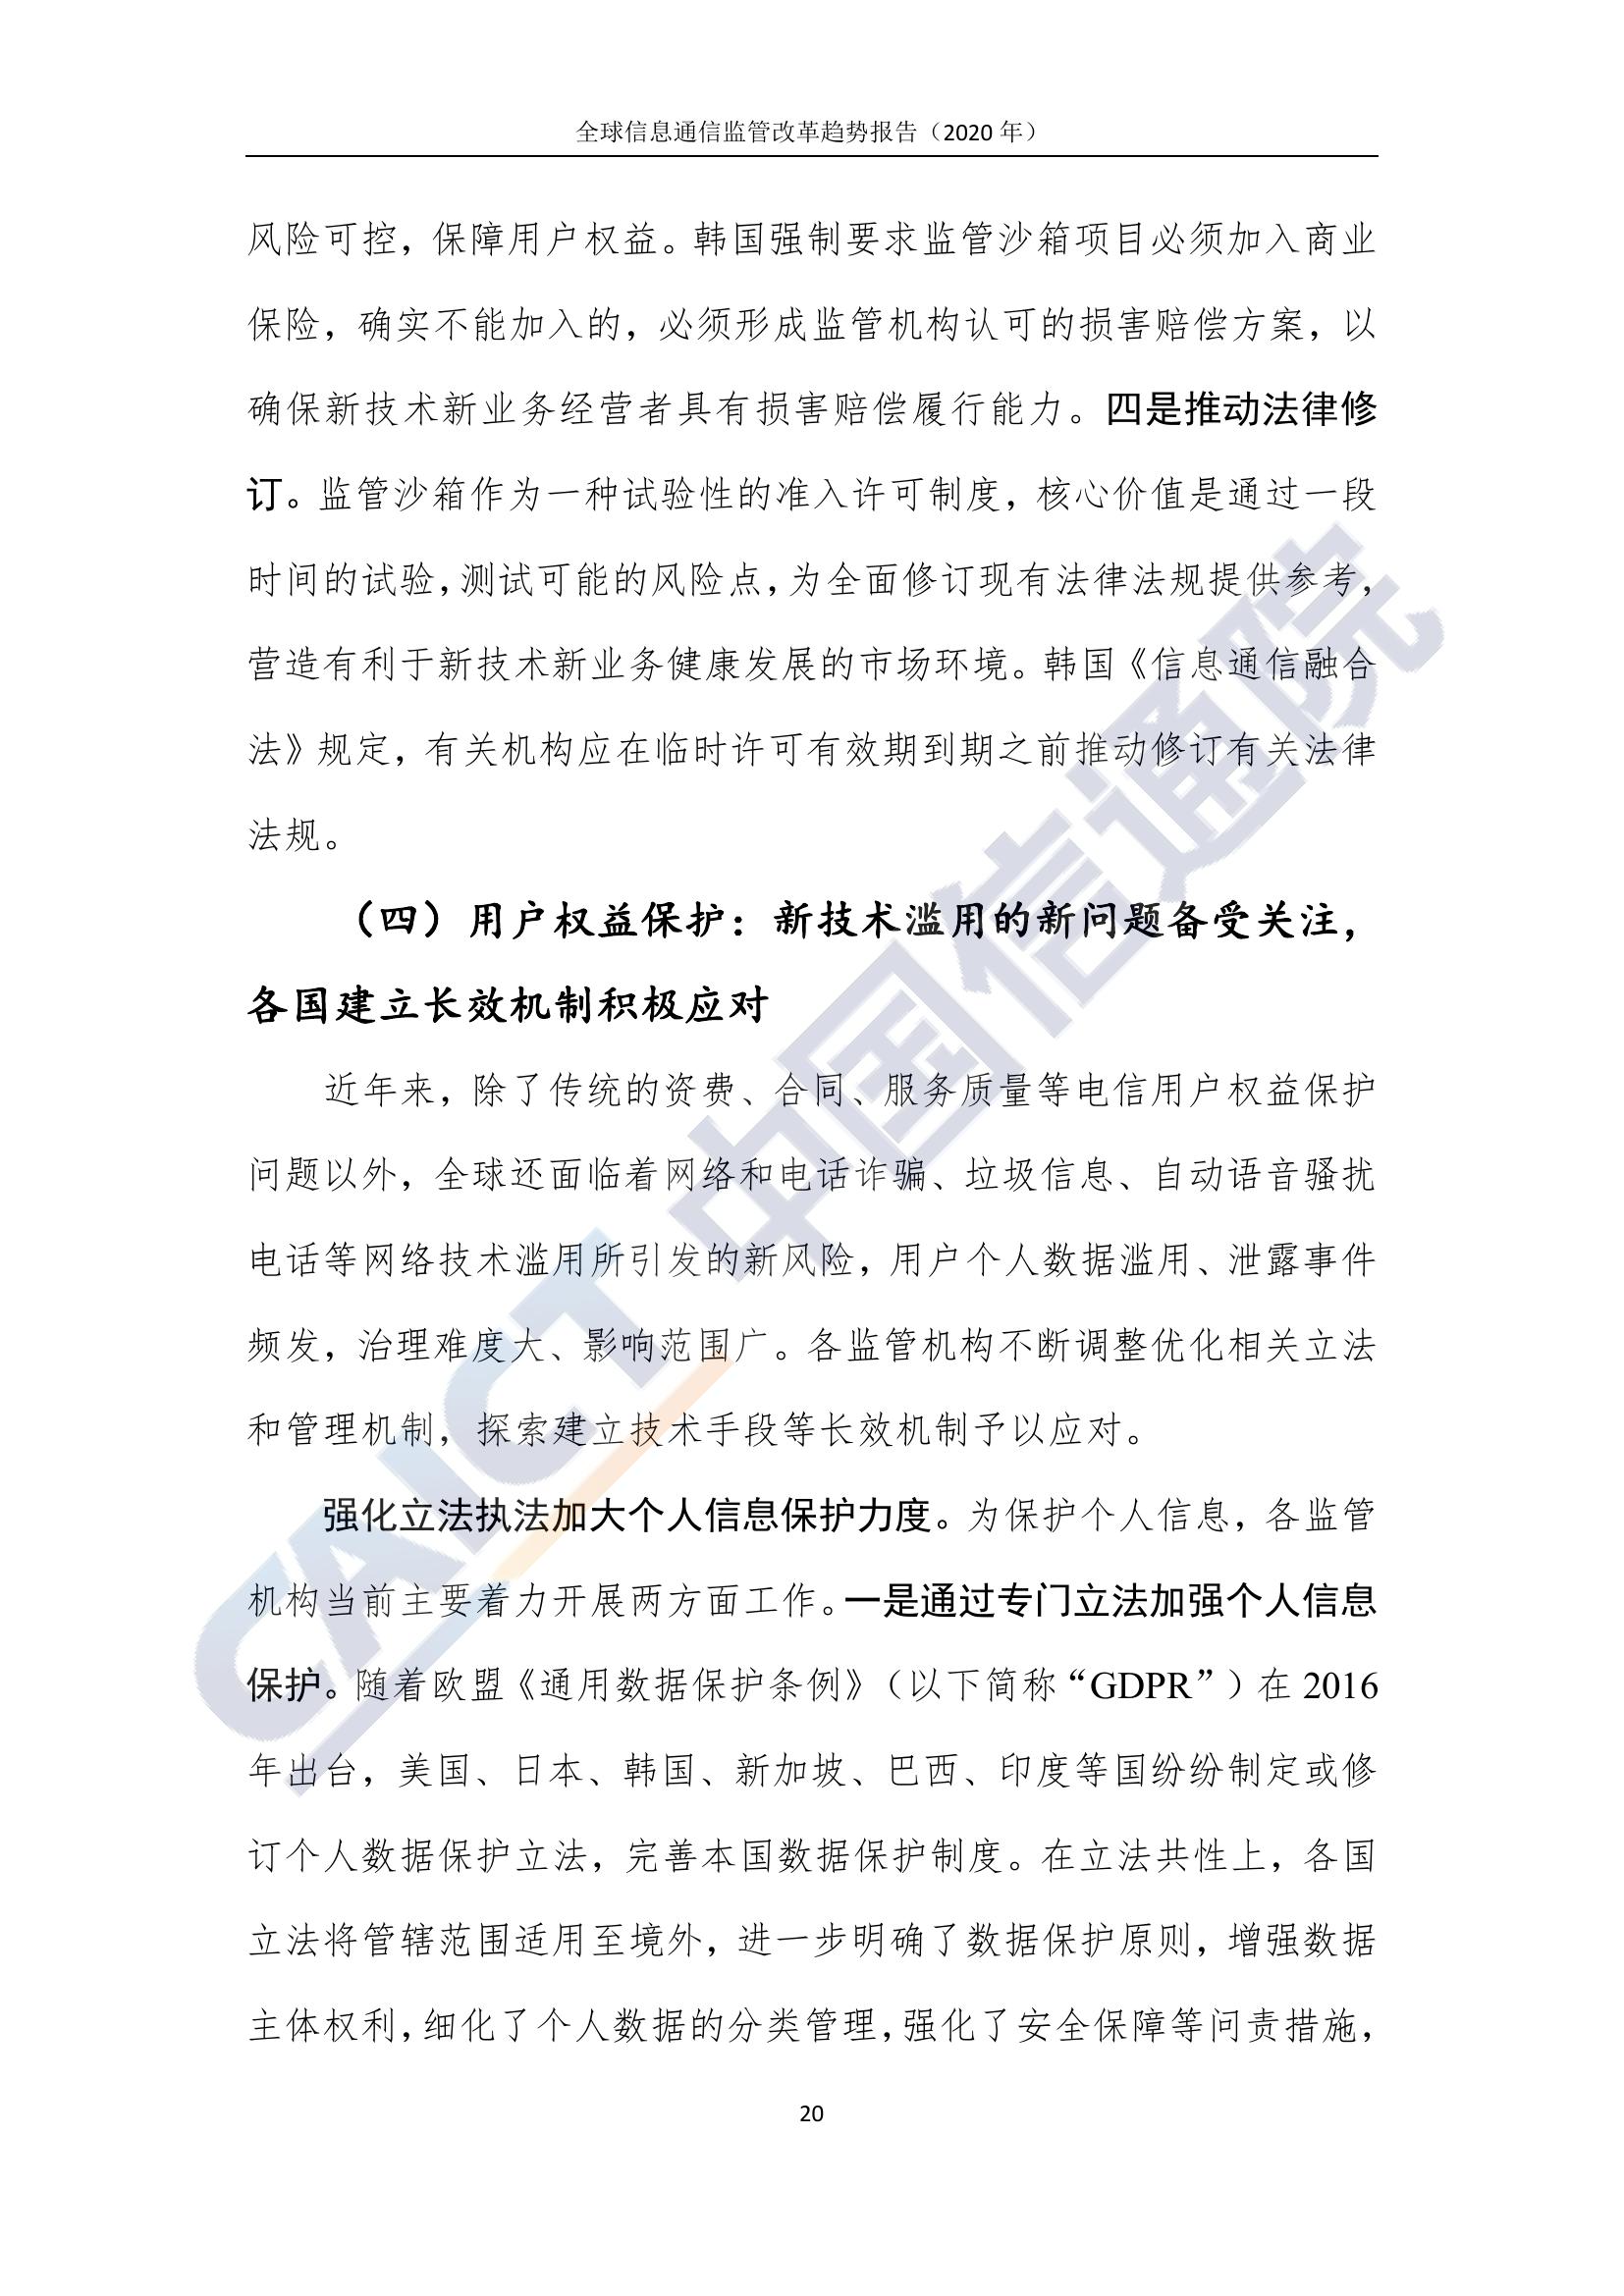 全球信息通信监管改革趋势报告（2020 年）
风险可控，保障用户权益。韩国强制要求监管沙箱项目必须加入商业
保险，确实不能加入的，必须形成监管机构认可的损害赔偿方案，以
确保新技术新业务经营者具有损害赔偿履行能力。四是推动法律修
订。监管沙箱作为一种试验性的准入许可制度，核心价值是通过一段
时间的试验，测试可能的风险点，为全面修订现有法律法规提供参考，
营造有利于新技术新业务健康发展的市场环境。韩国《信息通信融合
法》规定，有关机构应在临时许可有效期到期之前推动修订有关法律
法规。
（四）用户权益保护：新技术滥用的新问题备受关注，
各国建立长效机制积极应对
近年来，除了传统的资费、合同、服务质量等电信用户权益保护
问题以外，全球还面临着网络和电话诈骗、垃圾信息、自动语音骚扰
电话等网络技术滥用所引发的新风险，用户个人数据滥用、泄露事件
频发，治理难度大、影响范围广。各监管机构不断调整优化相关立法
和管理机制，探索建立技术手段等长效机制予以应对。
强化立法执法加大个人信息保护力度。为保护个人信息，各监管
机构当前主要着力开展两方面工作。一是通过专门立法加强个人信息
保护。随着欧盟《通用数据保护条例》（以下简称“GDPR”）在 2016
年出台，美国、日本、韩国、新加坡、巴西、印度等国纷纷制定或修
订个人数据保护立法，完善本国数据保护制度。在立法共性上，各国
立法将管辖范围适用至境外，进一步明确了数据保护原则，增强数据
主体权利，细化了个人数据的分类管理，强化了安全保障等问责措施，
20
CAICT 中国信通院